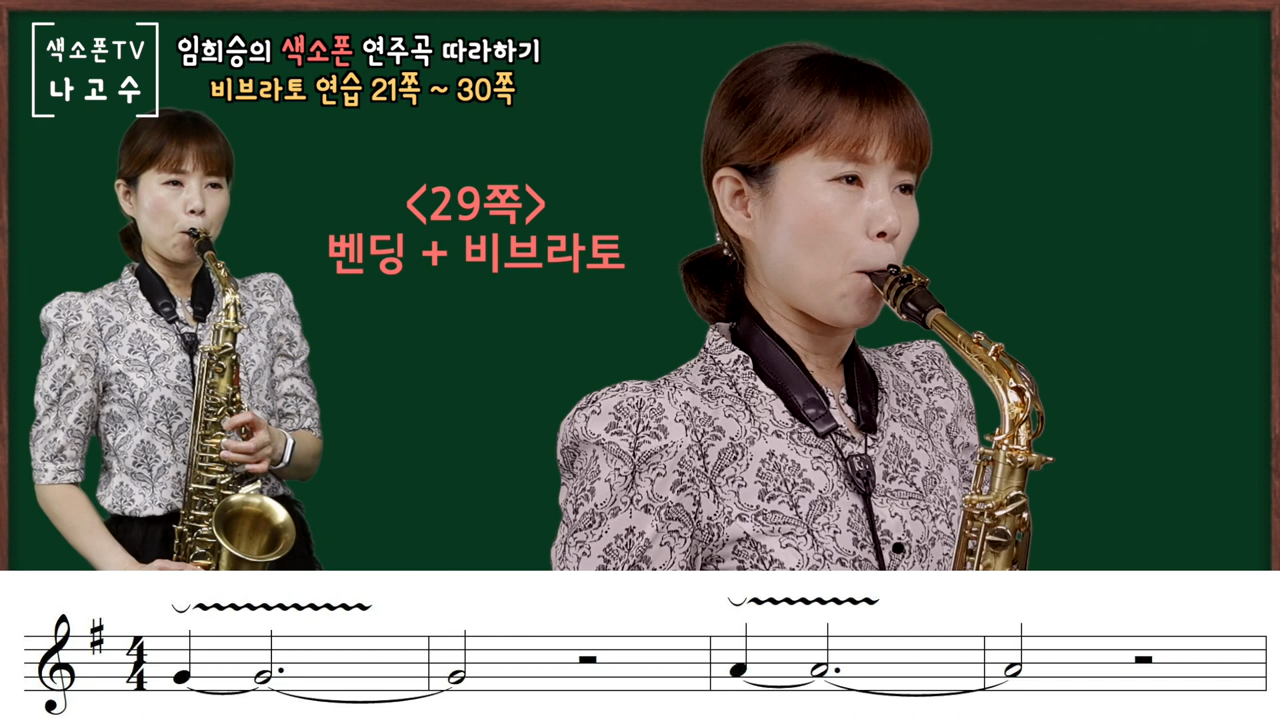 색소폰TV
나고수
임희승의 색소폰 연주곡 따라하기
비브라토 연습 21쪽 ~ 30쪽
<29쪽>
벤딩 + 비브라토
4
4